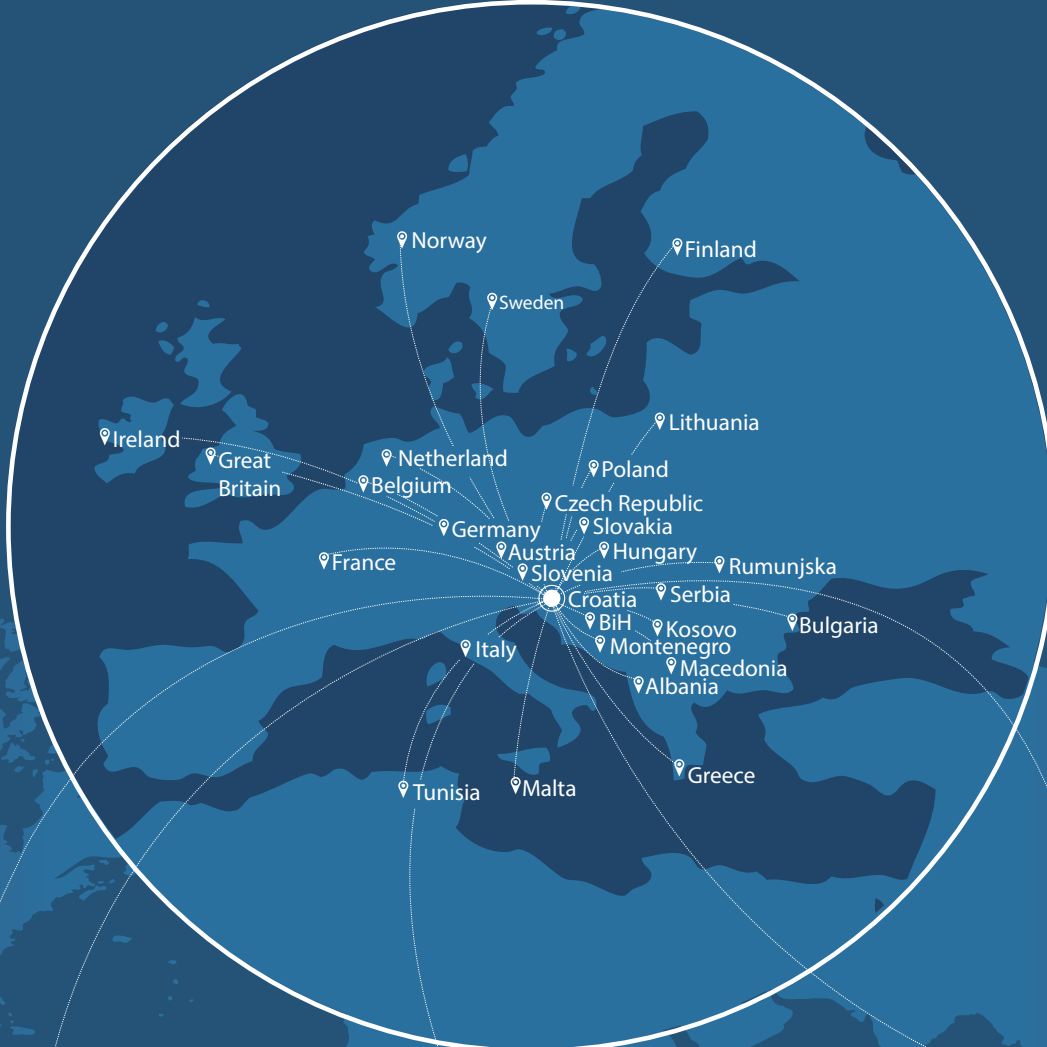 Norway
Finland
Sweden
Lithuania
Ireland
Great
Britain
Netherland
Belgium
Poland
Czech Republic
Germany
Slovakia
Austria
Hungary
France
Slovenia
Rumunjska
Croatia
Serbia
BiH
Kosovo
Bulgaria
Italy
Montenegro
Macedonia
Albania
Greece
Tunisia
Malta